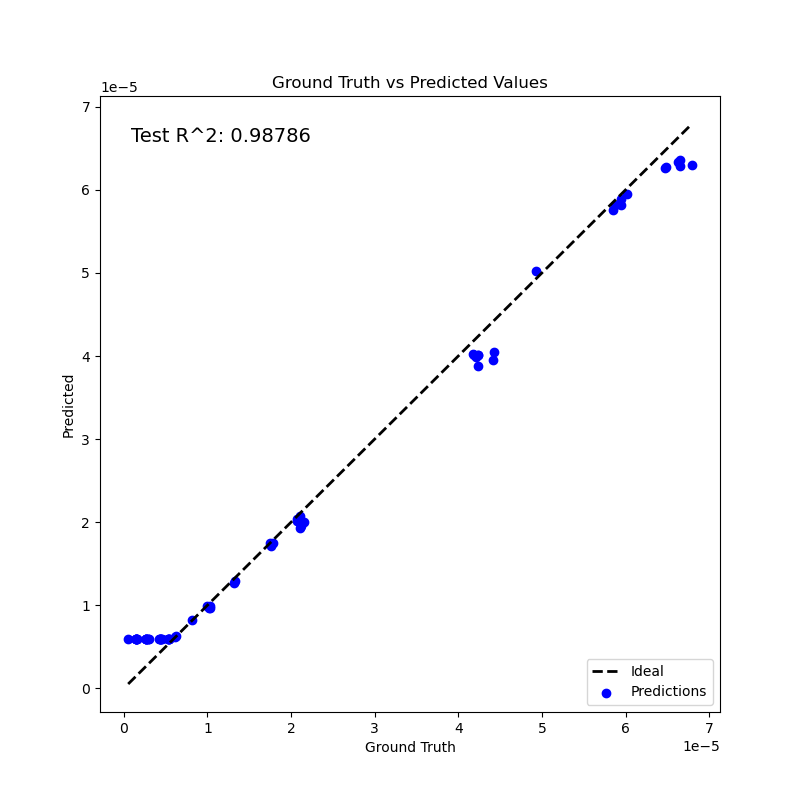 Ground Truth vs Predicted Values
1e−5
7
6
5
4
3
2
1
0
Predicted
Test R^2: 0.98786
Ideal
Predictions
0 1 2 3 4 5 6 7
1e−5
Ground Truth